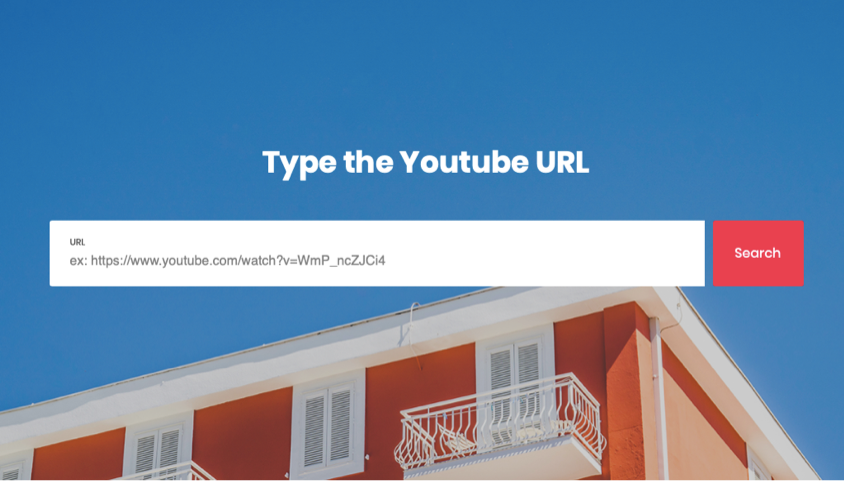 Type the Youtube URL
URL
ex: https://www.youtube.com/watch?v=WmP_ncZJCi4
Search